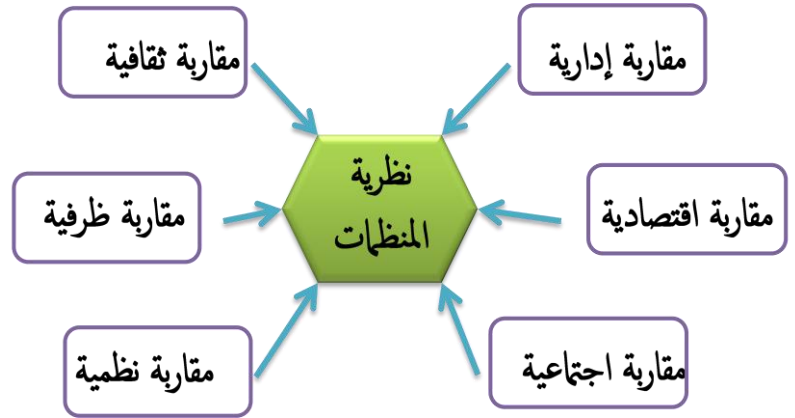 مقاربة إدارية
مقاربة ثقافية
نظرية
المنظمات
مقاربة اقتصادية
مقاربة ظرفية
مقاربة اجتماعية
مقاربة نظمية